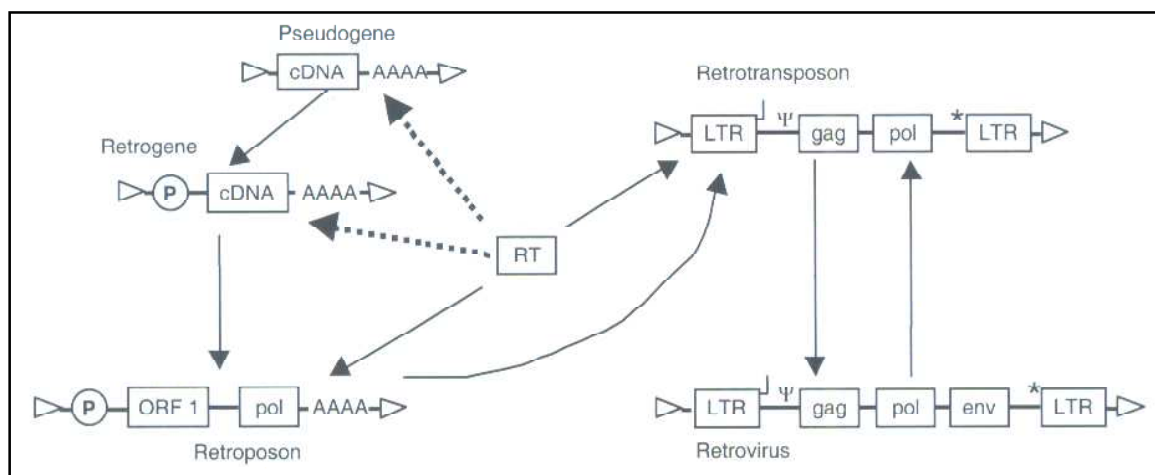 Pseudogene
cDNA AAAA
Retrogene
P cDNA AAAA
RT
P ORF 1 pol AAAA
Retroposon
Retrotransposon
LTR Ψ gag pol * LTR
LTR Ψ gag pol env * LTR
Retrovirus